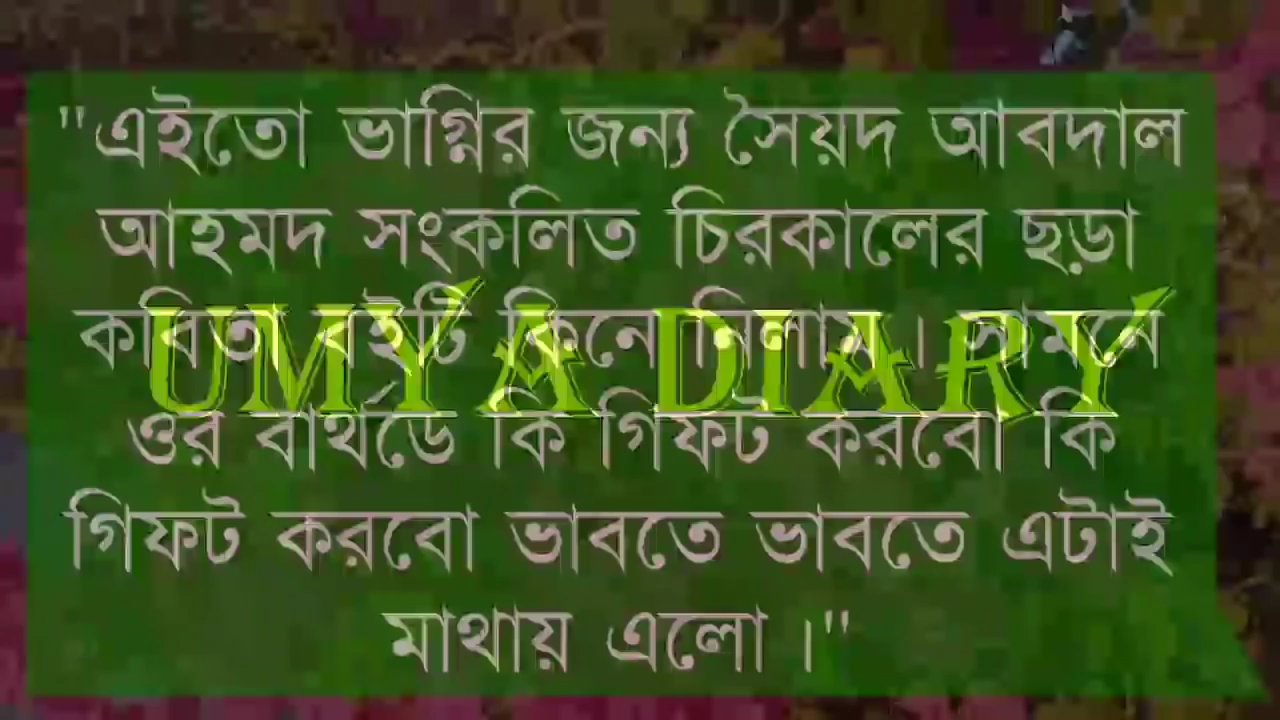 "এইতো ভাগ্নির জন্য সৈয়দ আবদাল
আহমদ সংকলিত চিরকালের ছড়া
কবিতা বইটি কিনে নিলাম। সামনে
UMYA DIARY
ওর বার্থডে কি গিফট করবো কি
গিফট করবো ভাবতে ভাবতে এটাই
মাথায় এলো।"